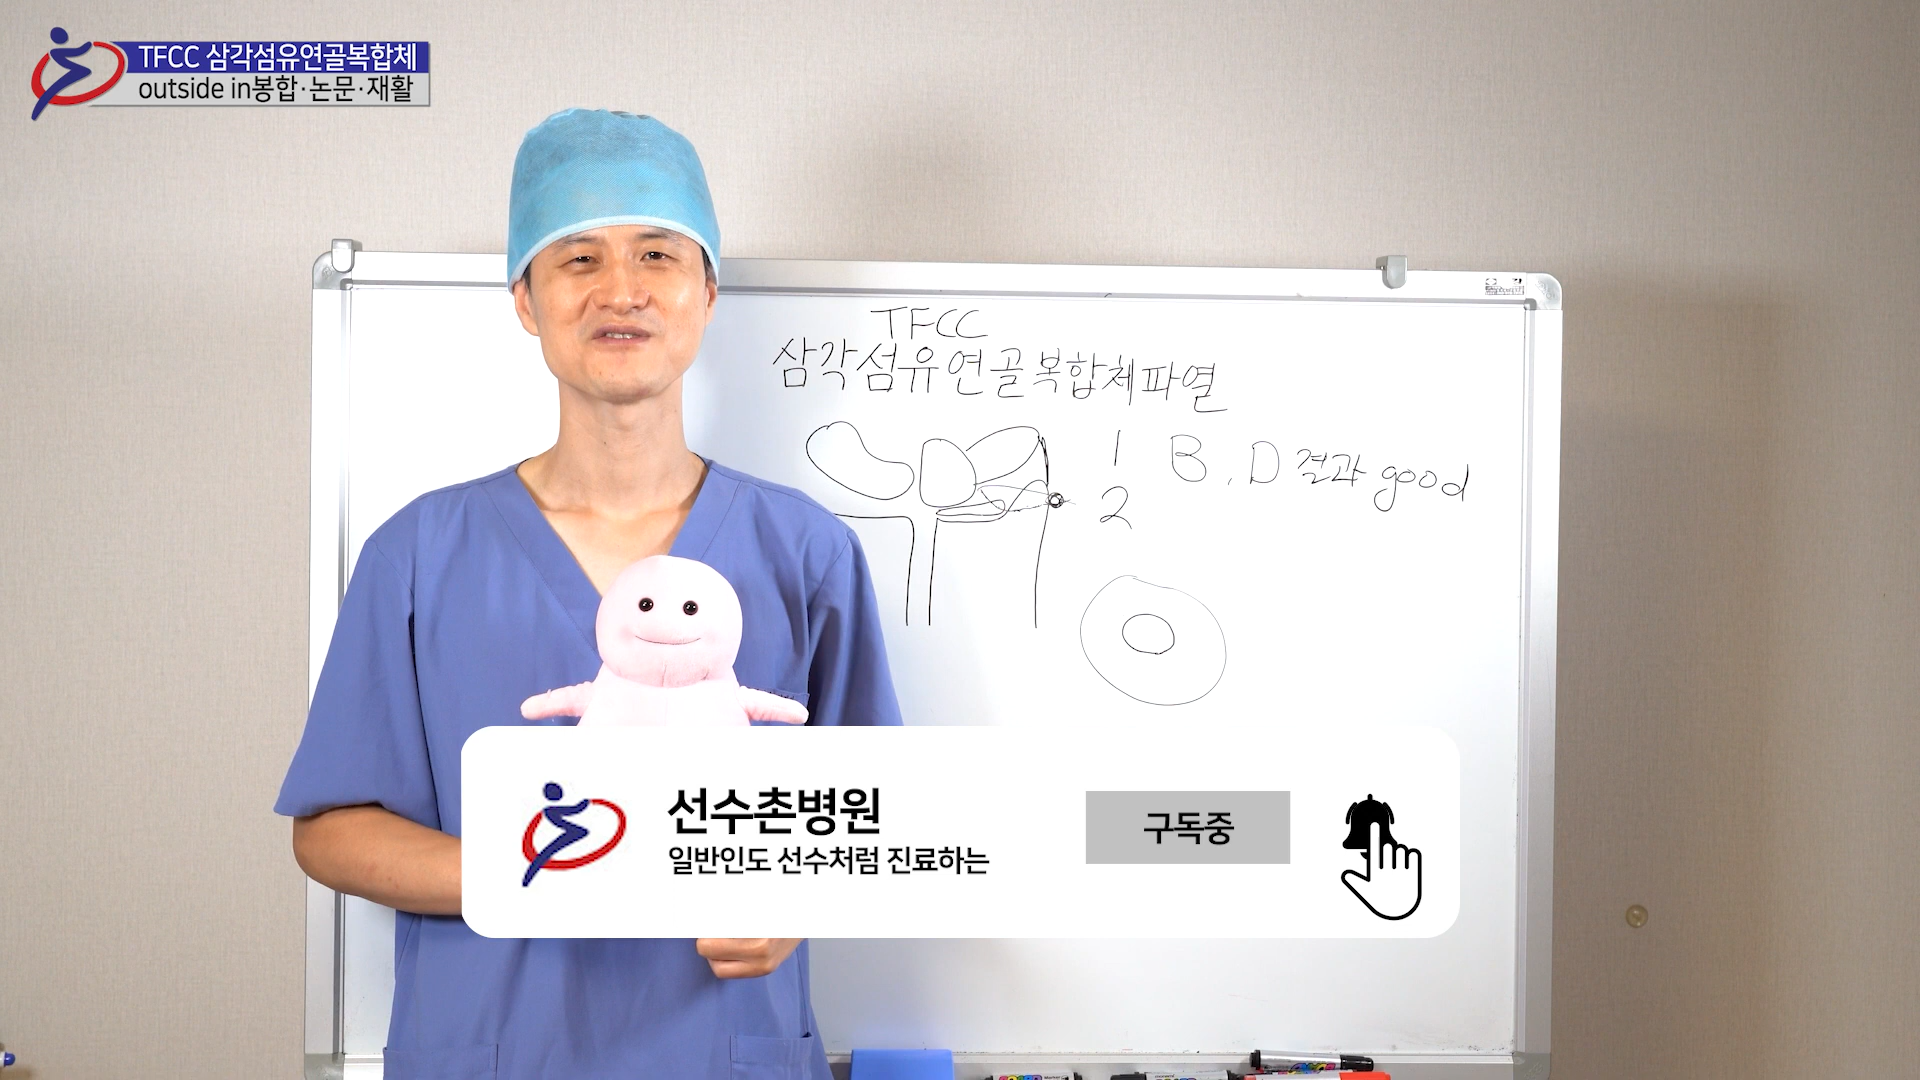 TFCC 삼각섬유연골복합체
outside in봉합·논문·재활
TFCC
삼각섬유연골복합체파열
1 B, D 결과 good
2
선수촌병원
일반인도 선수처럼 진료하는
구독중